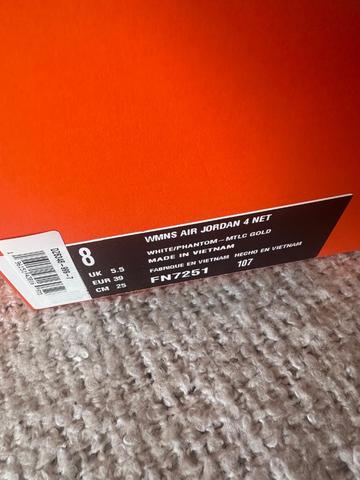 WMNS AIR JORDAN 4 NET
WHITE/PHANTOM-MTLC GOLD
MADE IN VIETNAM
FABRIQUE EN VIETNAM HECHO EN VIETNAM
FN7251 107
8
UK 5.5
EUR 39
CM 25